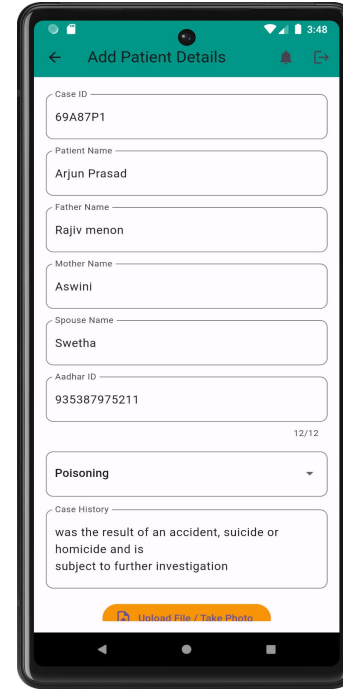 3:48
Add Patient Details
Case ID
69A87P1
Patient Name
Arjun Prasad
Father Name
Rajiv menon
Mother Name
Aswini
Spouse Name
Swetha
Aadhar ID
935387975211
12/12
Poisoning
Case History
was the result of an accident, suicide or
homicide and is
subject to further investigation
Upload File / Take Photo